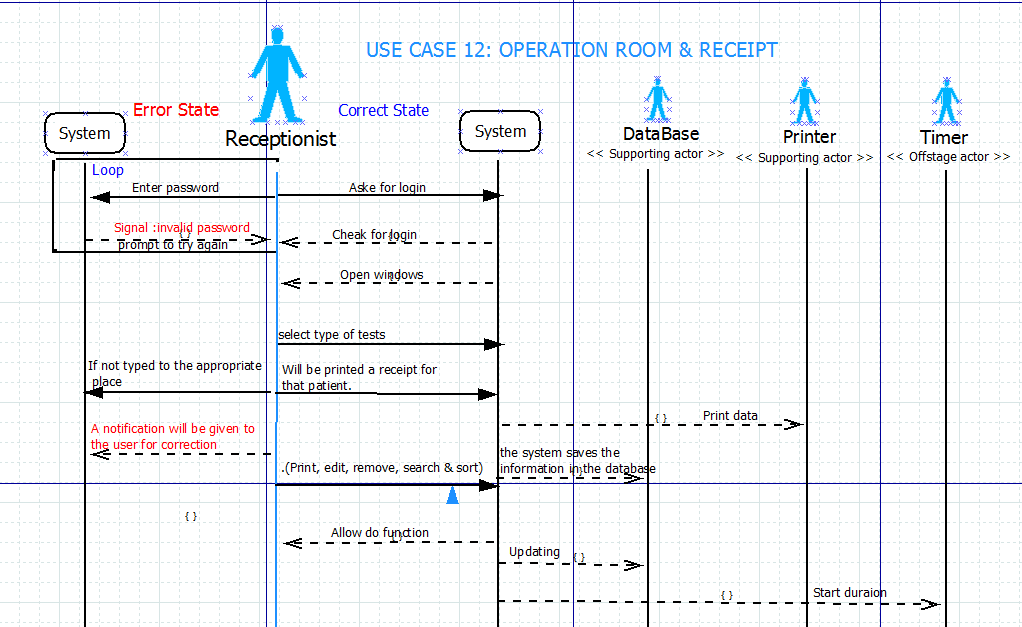 USE CASE 12: OPERATION ROOM & RECEIPT
Error State
Correct State
System
Receptionist
System
DataBase
<< Supporting actor >>
Printer
<< Supporting actor >>
Timer
<< Offstage actor >>
Loop
Enter password
Aske for login
Signal :invalid password
{ }
prompt to try again
Cheak for login
Open windows
select type of tests
If not typed to the appropriate
place
Will be printed a receipt for
that patient.
{ }
Print data
A notification will be given to
the user for correction
the system saves the
information in the database
.(Print, edit, remove, search & sort)
{ }
Allow do function
Updating
{ }
{ }
Start duraion